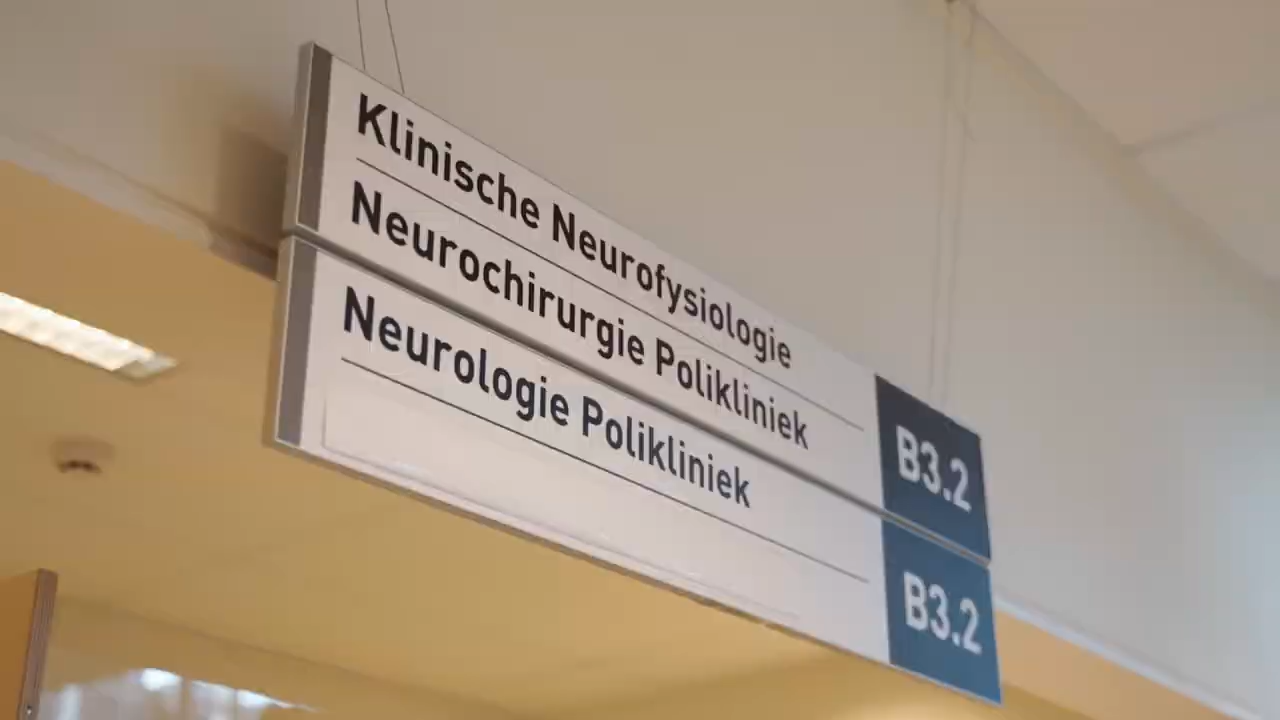 Klinische Neurofysiologie
Neurochirurgie Polikliniek
B3.2
Neurologie Polikliniek
B3.2